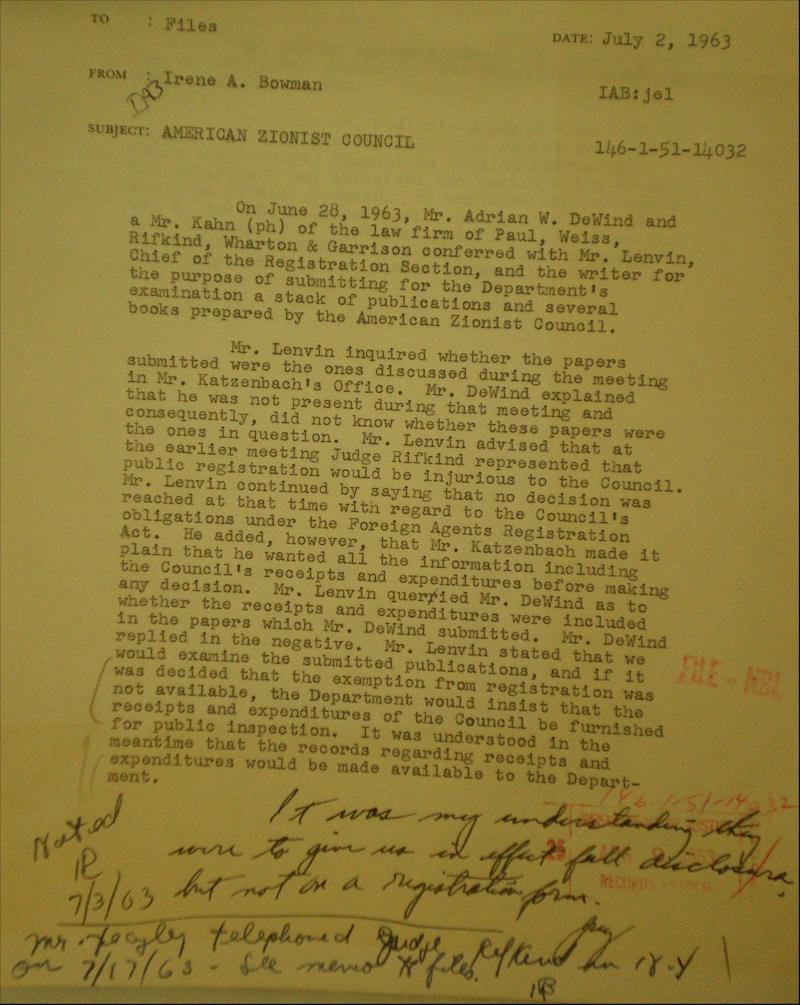 TO : Files
DATE: July 2, 1963
FROM : Irene A. Bowman
IAB
IAB:jel
SUBJECT: AMERICAN ZIONIST COUNCIL
146-1-51-14032
On June 28, 1963, Mr. Adrian W. DeWind and
a Mr. Kahn (ph) of the law firm of Paul, Weiss,
Rifkind, Wharton & Garrison conferred with Mr. Lenvin,
Chief of the Registration Section, and the writer for
the purpose of submitting for the Department's
examination a stack of publications and several
books prepared by the American Zionist Council.
Mr. Lenvin inquired whether the papers
submitted were the ones discussed during the meeting
in Mr. Katzenbach's Office. Mr. DeWind explained
that he was not present during that meeting and
consequently, did not know whether these papers were
the ones in question. Mr. Lenvin advised that at
the earlier meeting Judge Rifkind represented that
public registration would be injurious to the Council.
Mr. Lenvin continued by saying that no decision was
reached at that time with regard to the Council's
obligations under the Foreign Agents Registration
Act. He added, however, that Mr. Katzenbach made it
plain that he wanted all the information including
the Council's receipts and expenditures before making
any decision. Mr. Lenvin queried Mr. DeWind as to
whether the receipts and expenditures were included
in the papers which Mr. DeWind submitted. Mr. DeWind
replied in the negative. Mr. Lenvin stated that we
would examine the submitted publications, and if it
was decided that the exemption from registration was
not available, the Department would insist that the
receipts and expenditures of the Council be furnished
for public inspection. It was understood in the
meantime that the records regarding receipts and
expenditures would be made available to the Depart-
ment.
FILE - NBL
146-1-51-14032
It was my understanding they
were to give us in effect full disclosure
but not on a registration form.
Noted
7/3/63
RECORDS
Mr. Yeagley telephoned Judge Rifkind in N.Y
on 7/17/63 - See memo to files.